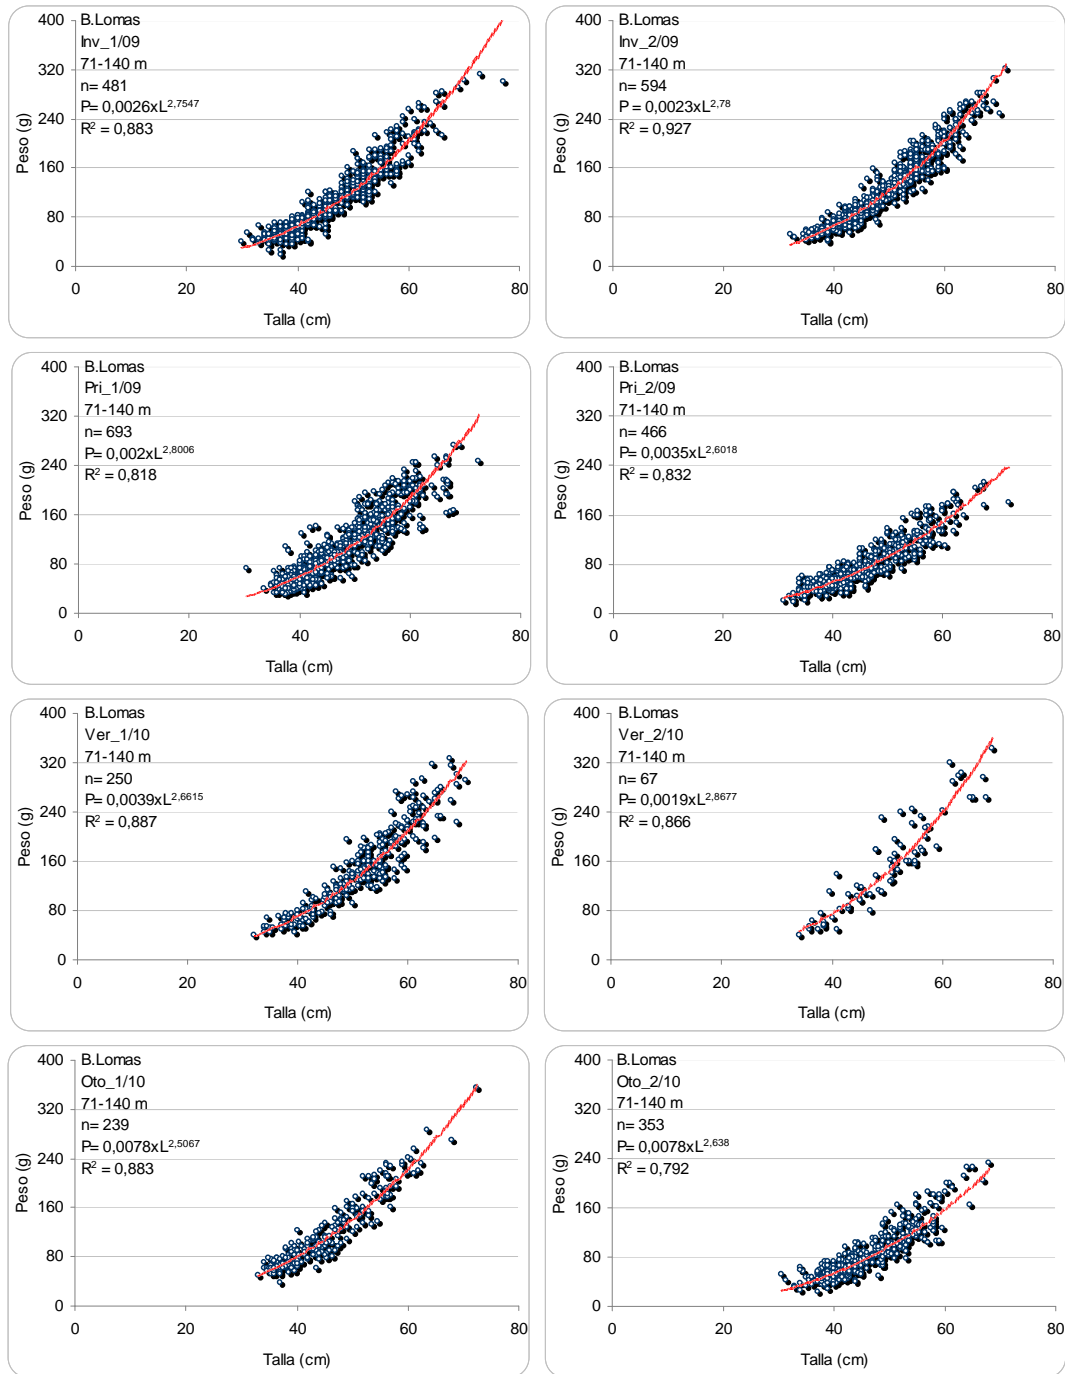 B.Lomas
Inv_1/09
71-140 m
n= 481
P= 0,0026xL2,7547
R2 = 0,883
400
320
240
160
80
0
0 20 40 60 80
Peso (g)
Talla (cm)
B.Lomas
Inv_2/09
71-140 m
n= 594
P = 0,0023xL2,78
R2 = 0,927
400
320
240
160
80
0
0 20 40 60 80
Peso (g)
Talla (cm)
B.Lomas
Pri_1/09
71-140 m
n= 693
P= 0,002xL2,8006
R2 = 0,818
400
320
240
160
80
0
0 20 40 60 80
Peso (g)
Talla (cm)
B.Lomas
Pri_2/09
71-140 m
n= 466
P= 0,0035xL2,6018
R2 = 0,832
400
320
240
160
80
0
0 20 40 60 80
Peso (g)
Talla (cm)
B.Lomas
Ver_1/10
71-140 m
n= 250
P= 0,0039xL2,6615
R2 = 0,887
400
320
240
160
80
0
0 20 40 60 80
Peso (g)
Talla (cm)
B.Lomas
Ver_2/10
71-140 m
n= 67
P= 0,0019xL2,8677
R2 = 0,866
400
320
240
160
80
0
0 20 40 60 80
Peso (g)
Talla (cm)
B.Lomas
Oto_1/10
71-140 m
n= 239
P= 0,0078xL2,5067
R2 = 0,883
400
320
240
160
80
0
0 20 40 60 80
Peso (g)
Talla (cm)
B.Lomas
Oto_2/10
71-140 m
n= 353
P= 0,0078xL2,638
R2 = 0,792
400
320
240
160
80
0
0 20 40 60 80
Peso (g)
Talla (cm)